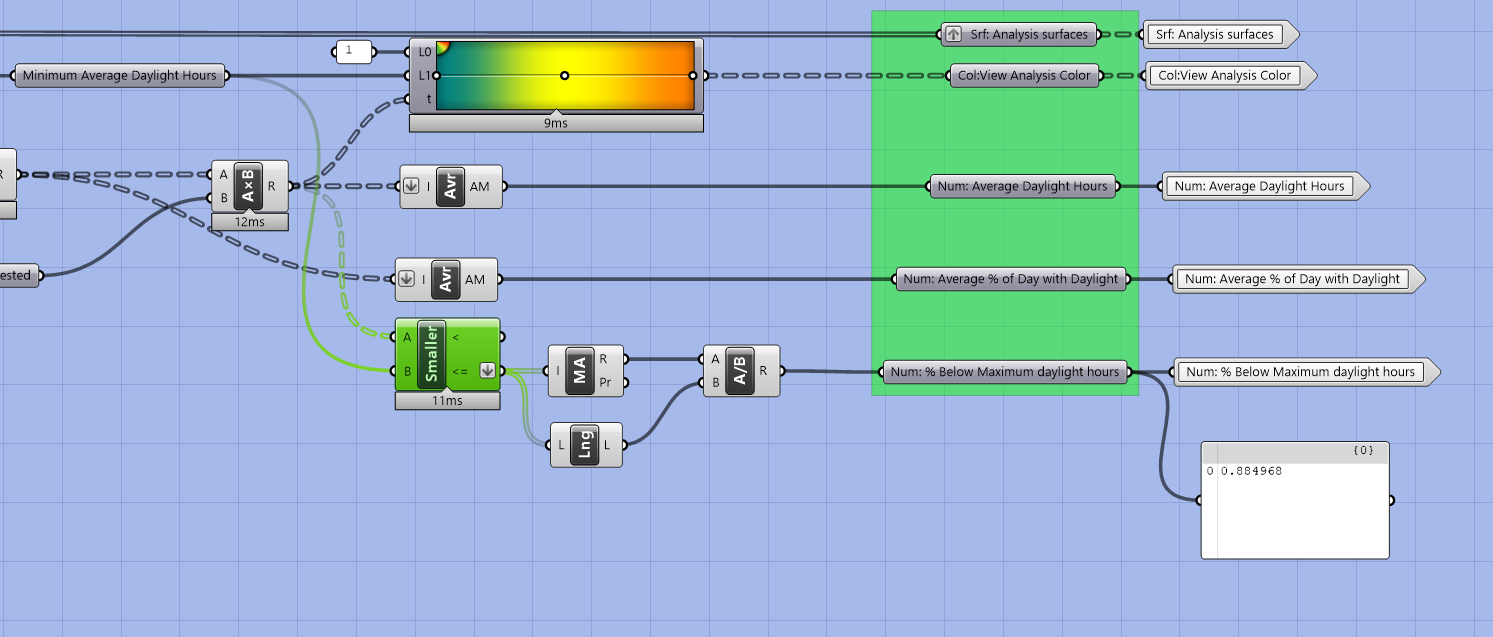 Srf: Analysis surfaces
Srf: Analysis surfaces
1
L0
Minimum Average Daylight Hours
L1
t
9ms
Col:View Analysis Color
Col:View Analysis Color
R
A
B
A×B
R
12ms
I
Avr
AM
Num: Average Daylight Hours
Num: Average Daylight Hours
ested
I
Avr
AM
Num: Average % of Day with Daylight
Num: Average % of Day with Daylight
A
B
Smaller
<
<=
11ms
I
MA
R
Pr
A
B
A/B
R
Num: % Below Maximum daylight hours
Num: % Below Maximum daylight hours
L
Lng
L
{0}
0 0.884968